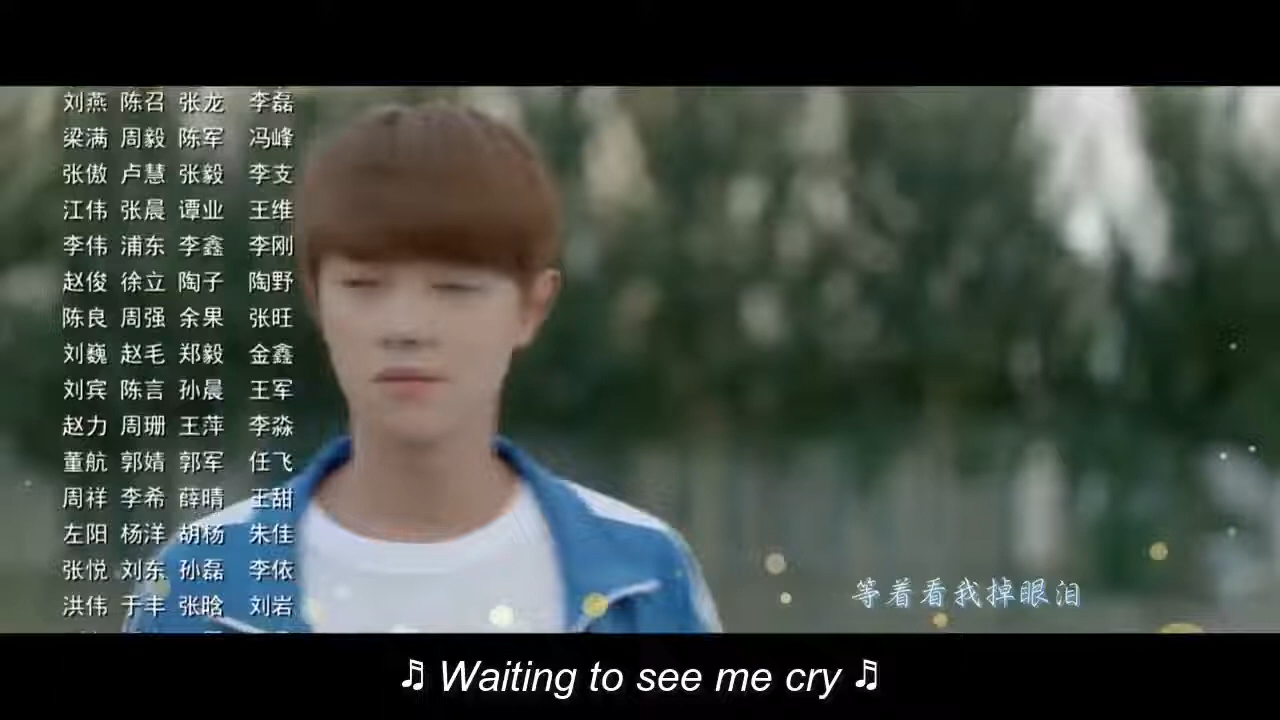 刘燕 陈召 张龙 李磊
梁满 周毅 陈军 冯峰
张傲 卢慧 张毅 李支
江伟 张晨 谭业 王维
李伟 浦东 李鑫 李刚
赵俊 徐立 陶子 陶野
陈良 周强 余果 张旺
刘巍 赵毛 郑毅 金鑫
刘宾 陈言 孙晨 王军
赵力 周珊 王萍 李淼
董航 郭婧 郭军 任飞
周祥 李希 薛晴 王甜
左阳 杨洋 胡杨 朱佳
张悦 刘东 孙磊 李依
洪伟 于丰 张晗 刘岩
等着看我掉眼泪
♬ Waiting to see me cry ♬